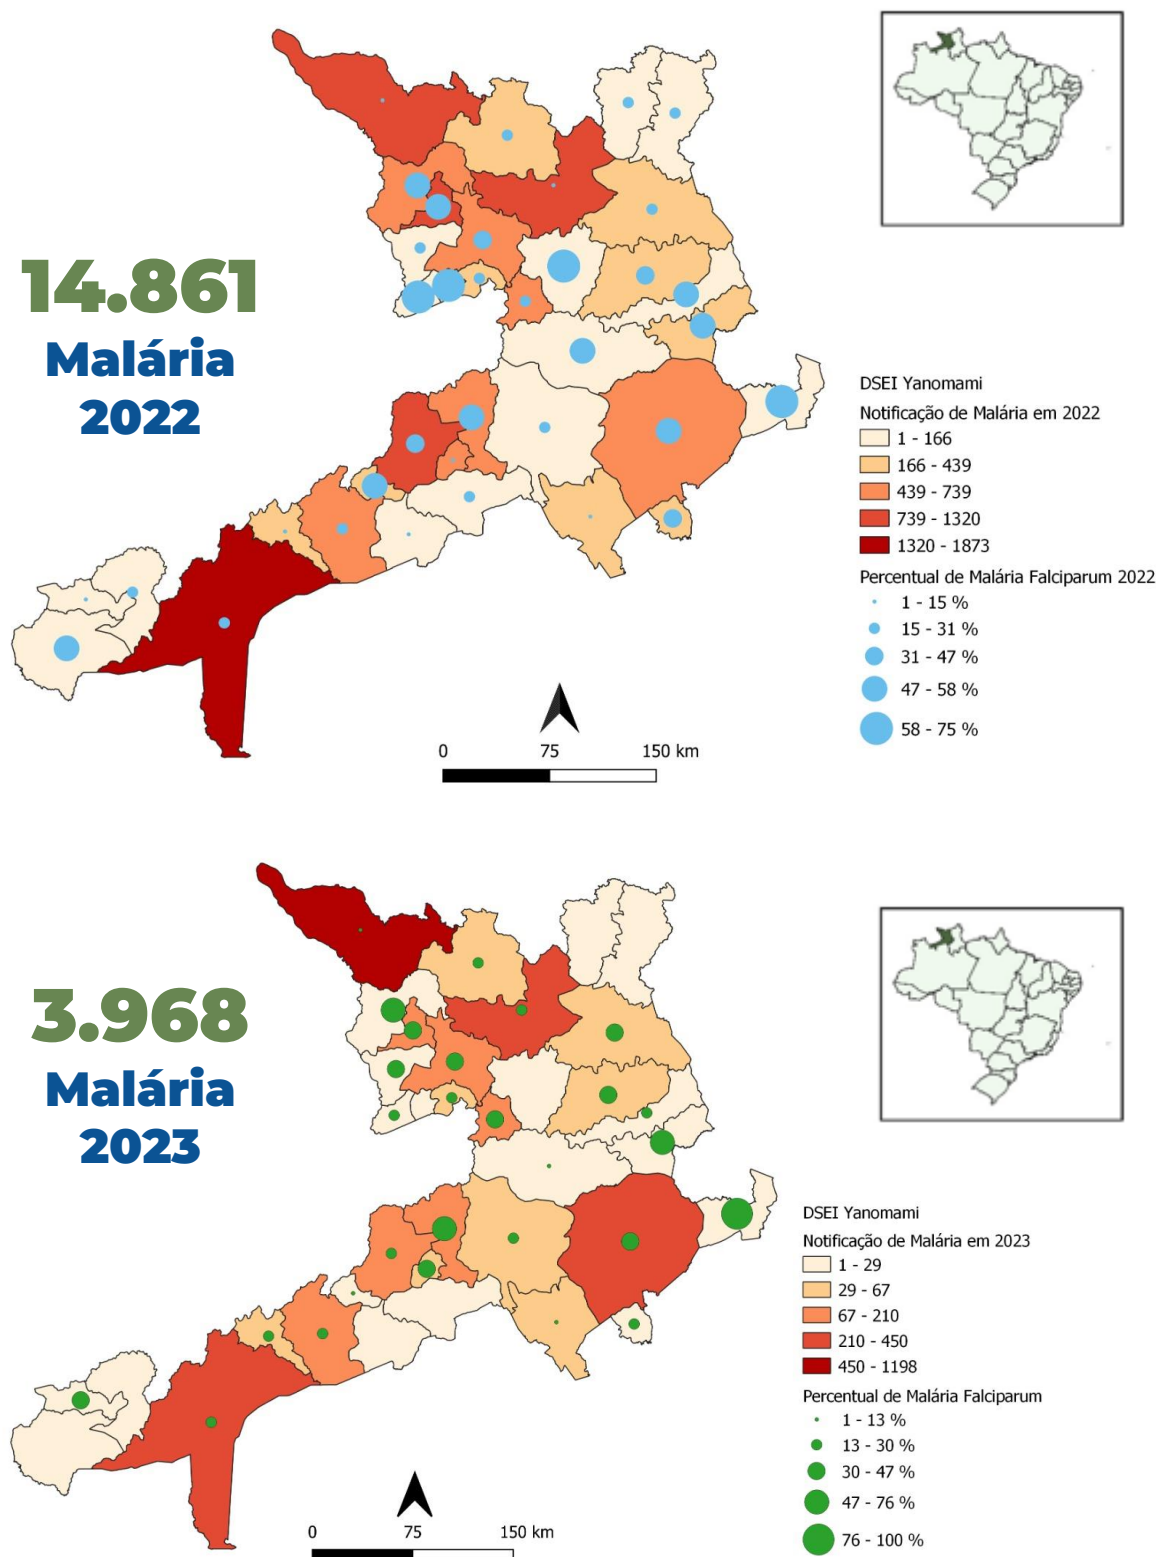 14.861
Malária
2022
DSEI Yanomami
Notificação de Malária em 2022
1 - 166
166 - 439
439 - 739
739 - 1320
1320 - 1873
Percentual de Malária Falciparum 2022
1 - 15 %
15 - 31 %
31 - 47 %
47 - 58 %
58 - 75 %
0 75 150 km
3.968
Malária
2023
DSEI Yanomami
Notificação de Malária em 2023
1 - 29
29 - 67
67 - 210
210 - 450
450 - 1198
Percentual de Malária Falciparum
1 - 13 %
13 - 30 %
30 - 47 %
47 - 76 %
76 - 100 %
0 75 150 km